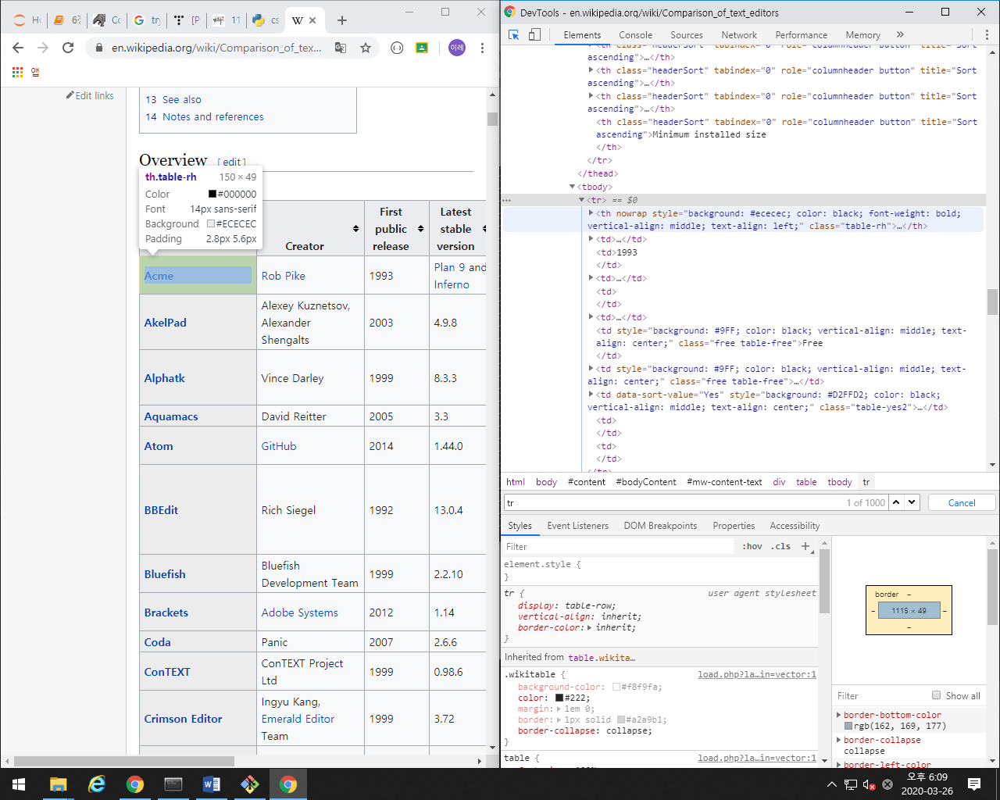 Ho
6
Co
try
[P
11
cs
W
en.wikipedia.org/wiki/Comparison_of_tex...
이레
앱
Edit links
13 See also
14 Notes and references
Overview [ edit ]
th.table-rh 150 × 49
Color #000000
Font 14px sans-serif
Background #ECECEC
Padding 2.8px 5.6px
Creator
First public release
Latest stable version
Acme Rob Pike 1993 Plan 9 and Inferno
AkelPad Alexey Kuznetsov, Alexander Shengalts 2003 4.9.8
Alphatk Vince Darley 1999 8.3.3
Aquamacs David Reitter 2005 3.3
Atom GitHub 2014 1.44.0
BBEdit Rich Siegel 1992 13.0.4
Bluefish Bluefish Development Team 1999 2.2.10
Brackets Adobe Systems 2012 1.14
Coda Panic 2007 2.6.6
ConTEXT ConTEXT Project Ltd 1999 0.98.6
Crimson Editor Ingyu Kang, Emerald Editor Team 1999 3.72
DevTools - en.wikipedia.org/wiki/Comparison_of_text_editors
Elements Console Sources Network Performance Memory »
<th class="headerSort" tabindex="0" role="columnheader button" title="Sort
ascending">…</th>
<th class="headerSort" tabindex="0" role="columnheader button" title="Sort
ascending">…</th>
<th class="headerSort" tabindex="0" role="columnheader button" title="Sort
ascending">…</th>
<th class="headerSort" tabindex="0" role="columnheader button" title="Sort
ascending">Minimum installed size
</th>
</tr>
</thead>
<tbody>
<tr> == $0
<th nowrap style="background: #ececec; color: black; font-weight: bold;
vertical-align: middle; text-align: left;" class="table-rh">…</th>
<td>…</td>
<td>1993
</td>
<td>…</td>
<td>
</td>
<td>…</td>
<td style="background: #9FF; color: black; vertical-align: middle; text-
align: center;" class="free table-free">Free
</td>
<td style="background: #9FF; color: black; vertical-align: middle; text-
align: center;" class="free table-free">…</td>
<td data-sort-value="Yes" style="background: #D2FFD2; color: black;
vertical-align: middle; text-align: center;" class="table-yes2">…</td>
<td>
</td>
<td>
</td>
</tr>
html body #content #bodyContent #mw-content-text div table tbody tr
tr 1 of 1000 Cancel
Styles Event Listeners DOM Breakpoints Properties Accessibility
Filter :hov .cls +
element.style {
}
tr { user agent stylesheet
display: table-row;
vertical-align: inherit;
border-color: inherit;
}
Inherited from table.wikita…
.wikitable { load.php?la…in=vector:1
background-color: #f8f9fa;
color: #222;
margin: 1em 0;
border: 1px solid #a2a9b1;
border-collapse: collapse;
}
table { load.php?la…in=vector:1
border –
– 1115 × 49 –
–
Filter Show all
border-bottom-color
rgb(162, 169, 177)
border-collapse
collapse
border-left-color
오후 6:09
2020-03-26